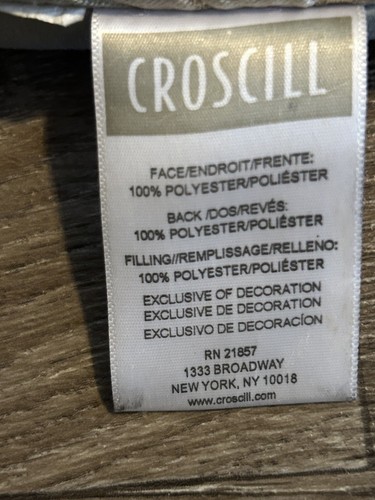 CROSCILL
FACE/ENDROIT/FRENTE:
100% POLYESTER/POLIÉSTER
BACK /DOS/REVÉS:
100% POLYESTER/POLIÉSTER
FILLING//REMPLISSAGE/RELLENO:
100% POLYESTER/POLIÉSTER
EXCLUSIVE OF DECORATION
EXCLUSIVE DE DECORATION
EXCLUSIVO DE DECORACÍON
RN 21857
1333 BROADWAY
NEW YORK, NY 10018
www.croscill.com